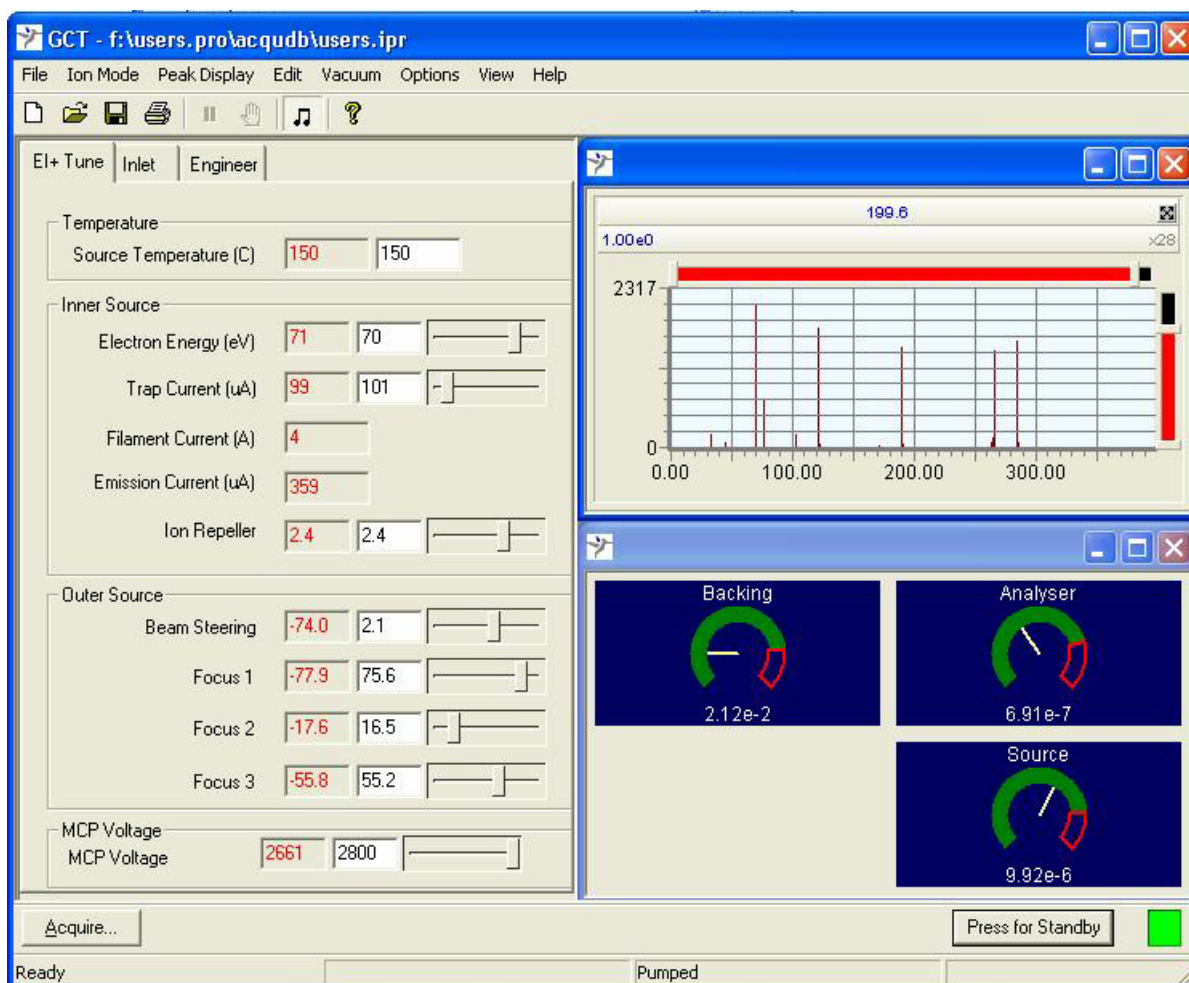 GCT - f:\users.pro\acqudb\users.ipr
File Ion Mode Peak Display Edit Vacuum Options View Help
EI+ Tune Inlet Engineer
Temperature
Source Temperature (C) 150 150
Inner Source
Electron Energy (eV) 71 70
Trap Current (uA) 99 101
Filament Current (A) 4
Emission Current (uA) 359
Ion Repeller 2.4 2.4
Outer Source
Beam Steering -74.0 2.1
Focus 1 -77.9 75.6
Focus 2 -17.6 16.5
Focus 3 -55.8 55.2
MCP Voltage
MCP Voltage 2661 2800
199.6
1.00e0 x28
2317
0
0.00 100.00 200.00 300.00
Backing Analyser
2.12e-2 6.91e-7
Source
9.92e-6
Acquire... Press for Standby
Ready Pumped